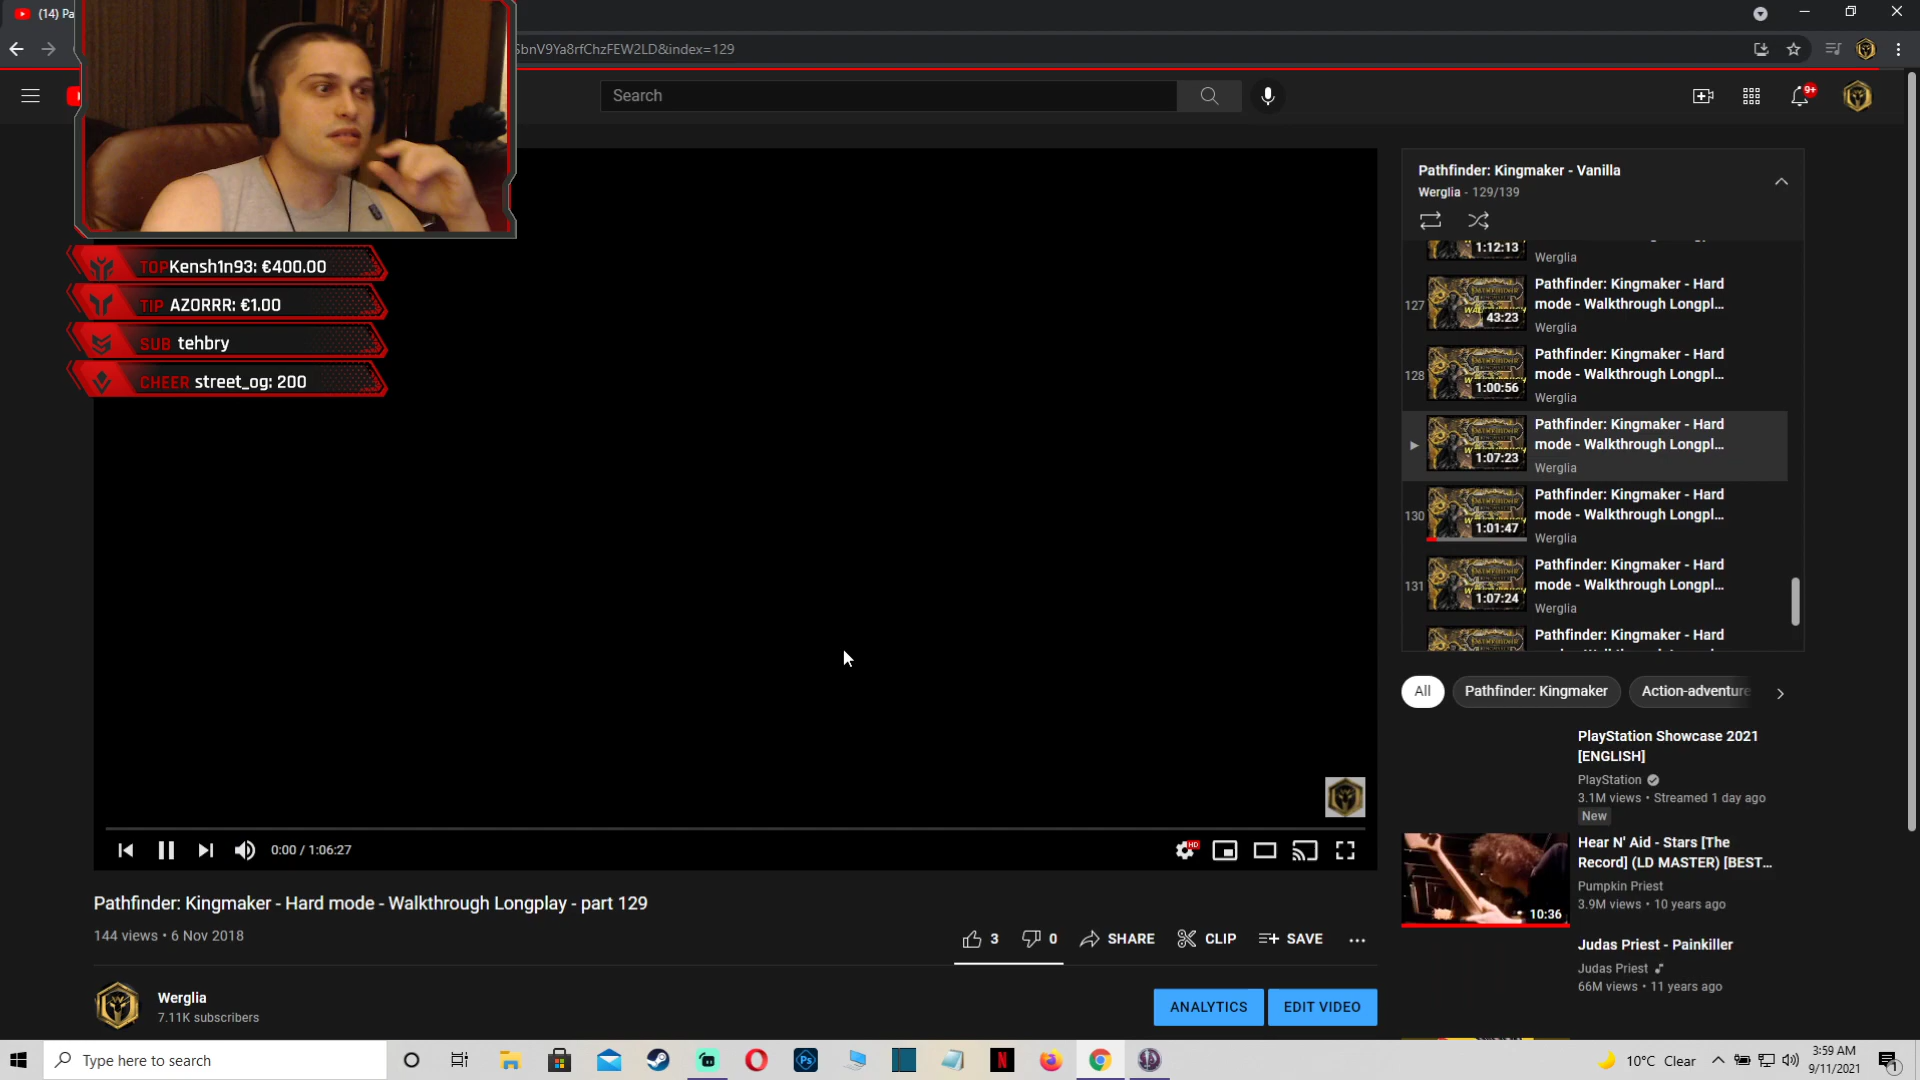 (14) Pa
bnV9Ya8rfChzFEW2LD&index=129
Search
9+
TOPKensh1n93: €400.00
TIP AZORRR: €1.00
SUB tehbry
CHEER street_og: 200
Pathfinder: Kingmaker - Vanilla
Werglia - 129/139
1:12:13
Werglia
127
43:23
Pathfinder: Kingmaker - Hard
mode - Walkthrough Longpl...
Werglia
128
1:00:56
Pathfinder: Kingmaker - Hard
mode - Walkthrough Longpl...
Werglia
1:07:23
Pathfinder: Kingmaker - Hard
mode - Walkthrough Longpl...
Werglia
130
1:01:47
Pathfinder: Kingmaker - Hard
mode - Walkthrough Longpl...
Werglia
131
1:07:24
Pathfinder: Kingmaker - Hard
mode - Walkthrough Longpl...
Werglia
Pathfinder: Kingmaker - Hard
All
Pathfinder: Kingmaker
Action-adventure
PlayStation Showcase 2021
[ENGLISH]
PlayStation
3.1M views • Streamed 1 day ago
New
10:36
Hear N' Aid - Stars [The
Record] (LD MASTER) [BEST...
Pumpkin Priest
3.9M views • 10 years ago
Judas Priest - Painkiller
Judas Priest
66M views • 11 years ago
0:00 / 1:06:27
HD
Pathfinder: Kingmaker - Hard mode - Walkthrough Longplay - part 129
144 views • 6 Nov 2018
3
0
SHARE
CLIP
SAVE
Werglia
7.11K subscribers
ANALYTICS
EDIT VIDEO
Type here to search
Ps
N
10°C Clear
3:59 AM
9/11/2021
1